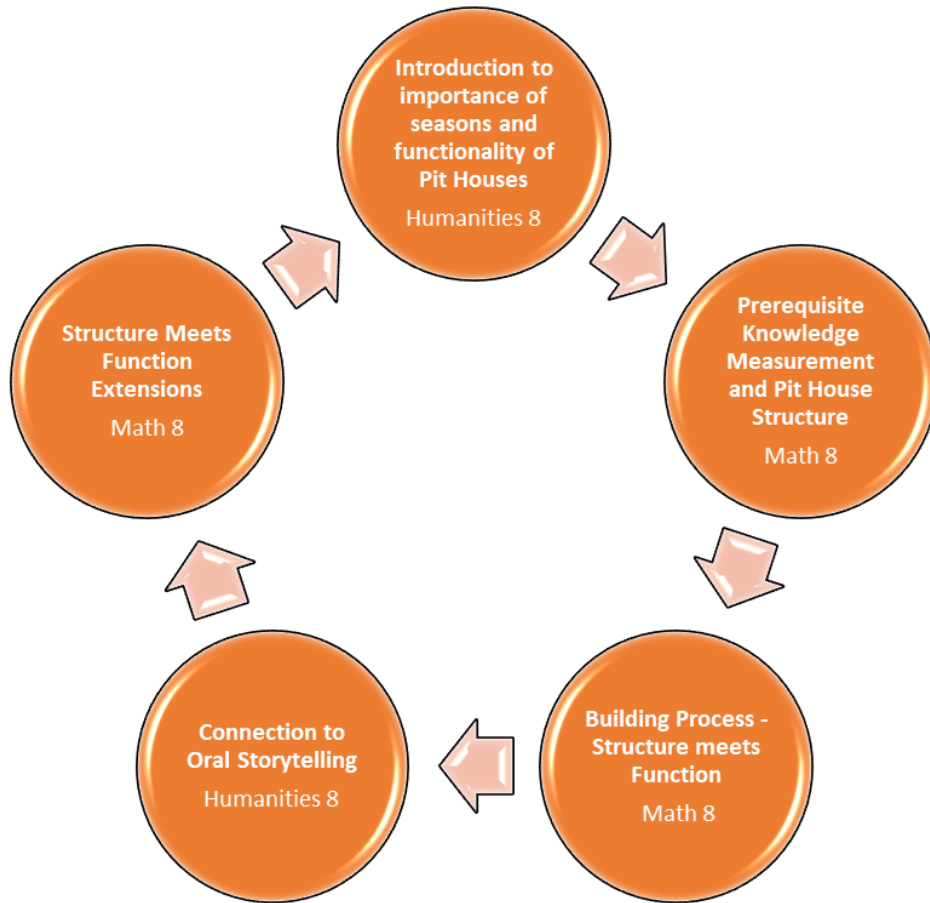 Introduction to
importance of
seasons and
functionality of
Pit Houses
Humanities 8
Prerequisite
Knowledge
Measurement
and Pit House
Structure
Math 8
Building Process -
Structure meets
Function
Math 8
Connection to
Oral Storytelling
Humanities 8
Structure Meets
Function
Extensions
Math 8